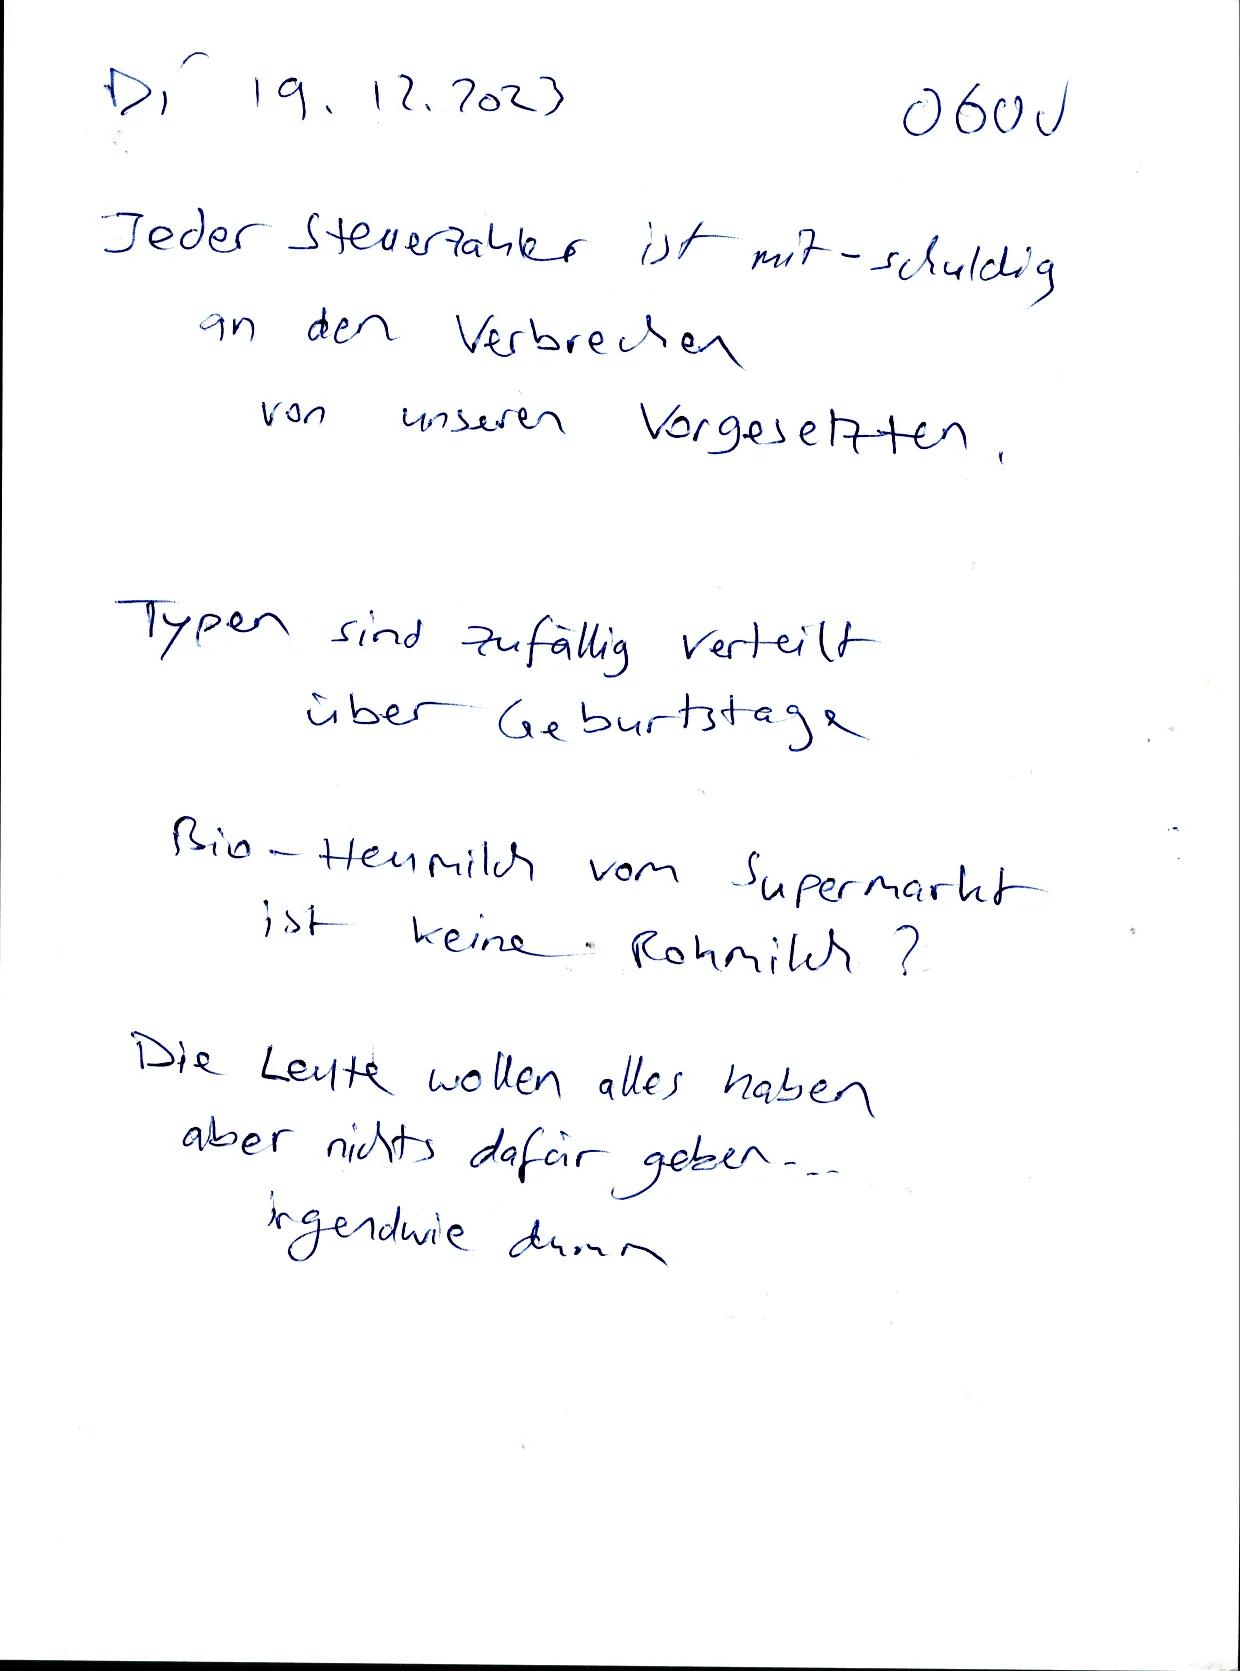 Di 19.12.2023 0600
Jeder Steuerzahler ist mit-schuldig
an den Verbrechen
von unseren Vorgesetzten.
Typen sind zufällig verteilt
über Geburtstage
Bio-Heumilch vom Supermarkt
ist keine Rohmilch?
Die Leute wollen alles haben
aber nichts dafür geben...
irgendwie dumm